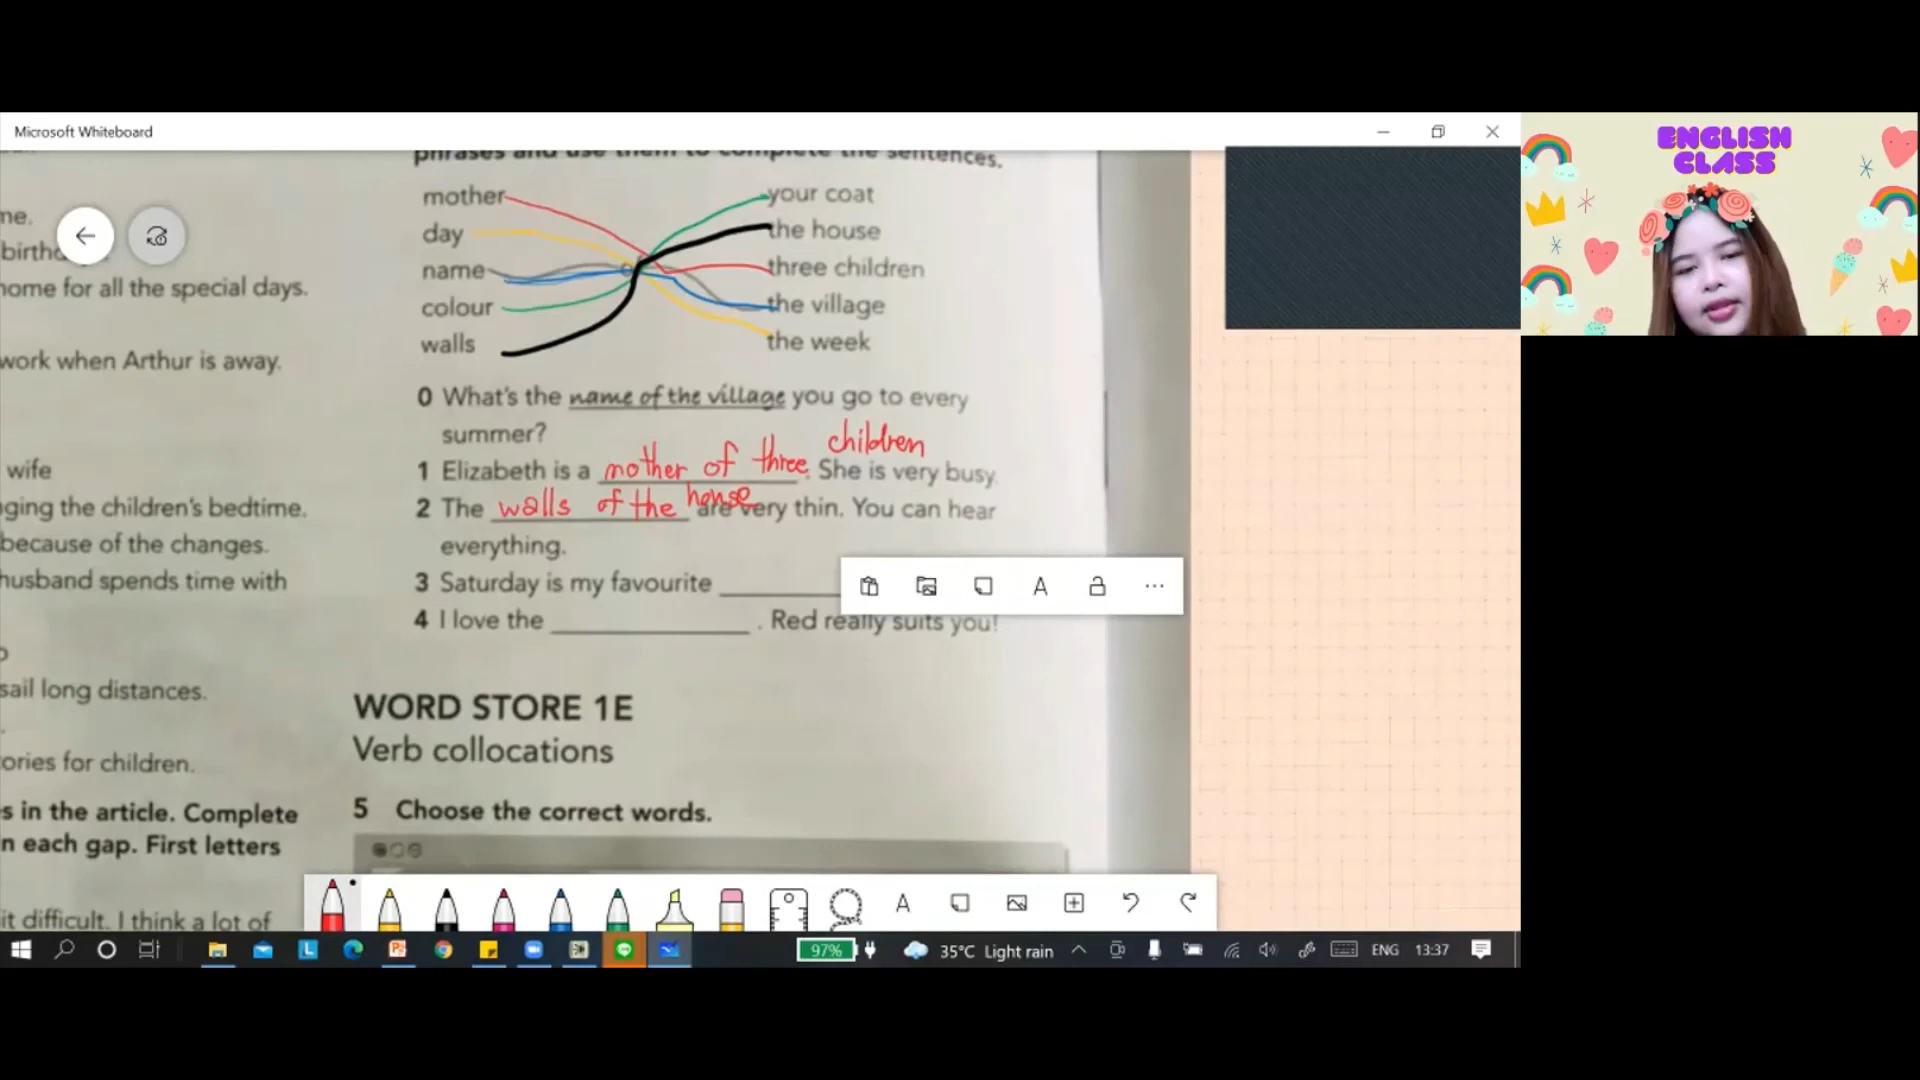 Microsoft Whiteboard
ENGLISH
CLASS
phrases and use them to complete the sentences.
mother your coat
day the house
name three children
colour the village
walls the week
0 What's the name of the village you go to every
summer?
children
1 Elizabeth is a mother of three. She is very busy.
2 The walls of the house are very thin. You can hear
everything.
3 Saturday is my favourite
4 I love the . Red really suits you!
WORD STORE 1E
Verb collocations
5 Choose the correct words.
me.
home for all the special days.
work when Arthur is away.
wife
ging the children's bedtime.
because of the changes.
husband spends time with
sail long distances.
ories for children.
s in the article. Complete
n each gap. First letters
it difficult. I think a lot of
97% 35°C Light rain ENG 13:37